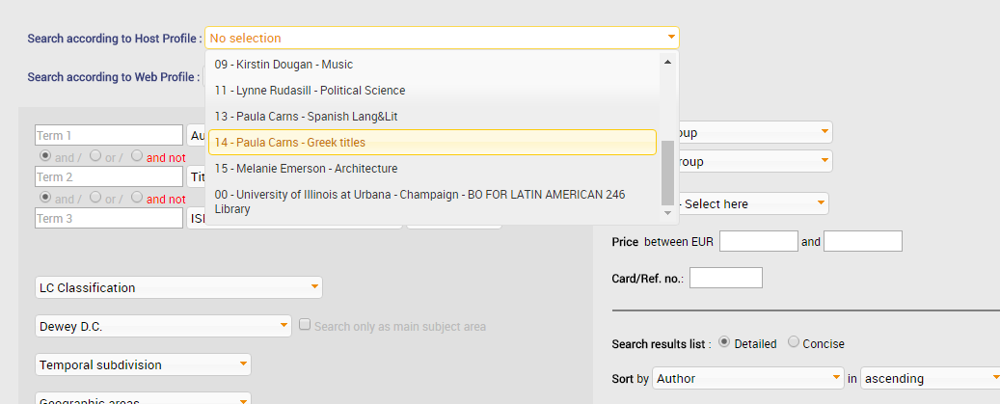 Search according to Host Profile : No selection
09 - Kirstin Dougan - Music
Search according to Web Profile :
11 - Lynne Rudasill - Political Science
13 - Paula Carns - Spanish Lang&Lit
14 - Paula Carns - Greek titles
15 - Melanie Emerson - Architecture
00 - University of Illinois at Urbana - Champaign - BO FOR LATIN AMERICAN 246
Library
Term 1 Au
and / or / and not
Term 2 Tit
and / or / and not
Term 3 ISI
oup
roup
- Select here
Price between EUR and
Card/Ref. no.:
LC Classification
Dewey D.C. Search only as main subject area
Temporal subdivision
Geographic areas
Search results list : Detailed Concise
Sort by Author in ascending